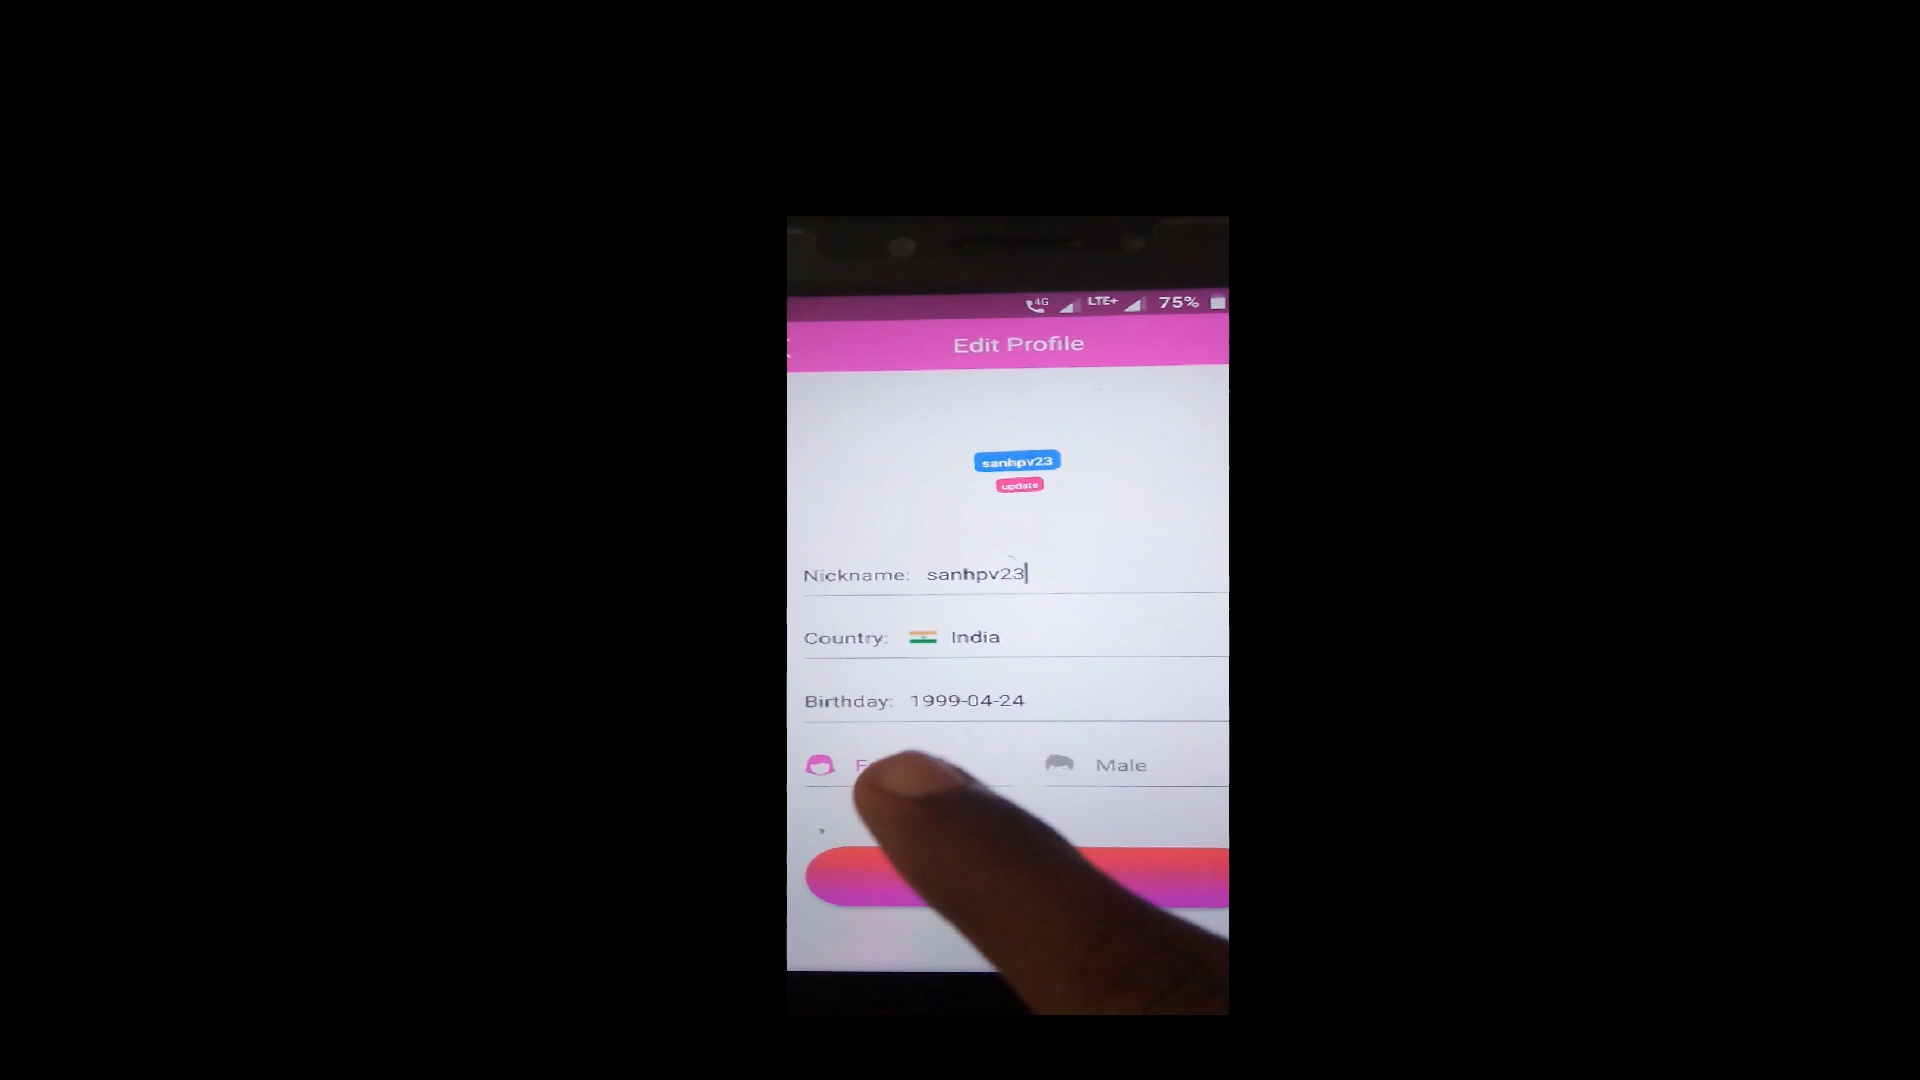 4G LTE+ 75%
Edit Profile
sanhpv23
update
Nickname: sanhpv23
Country: India
Birthday: 1999-04-24
Male